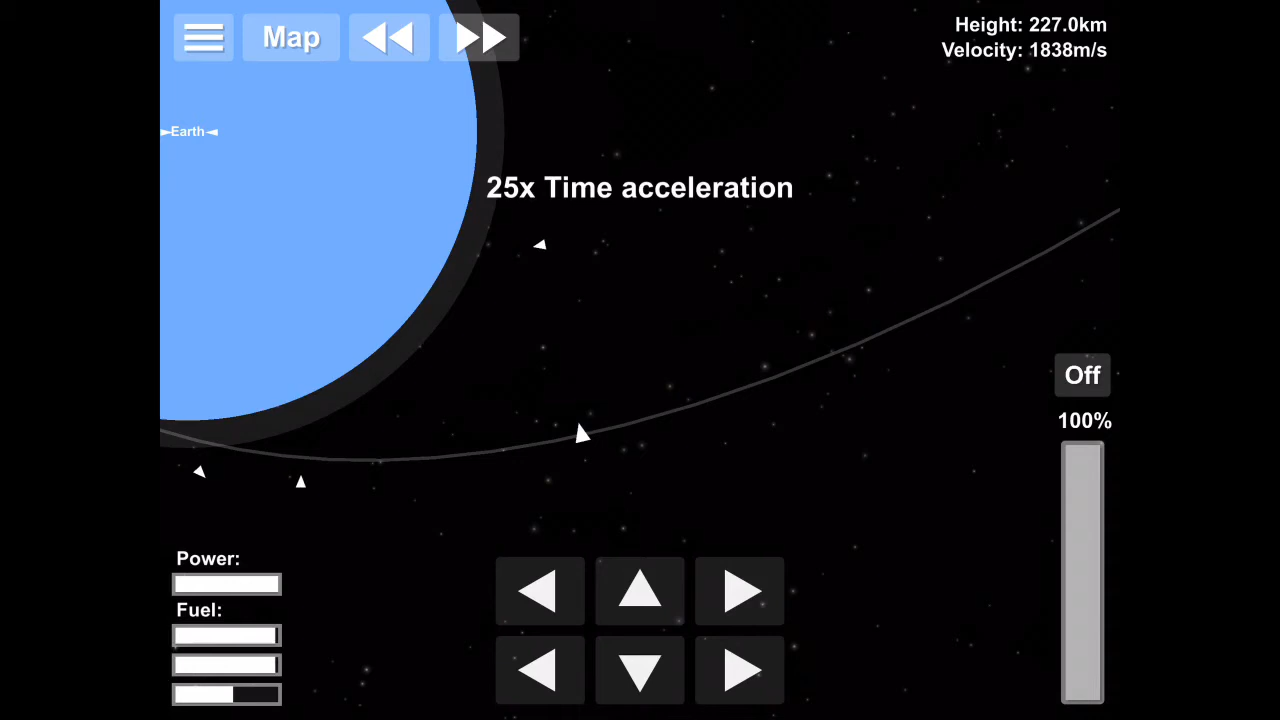 Map
Height: 227.0km
Velocity: 1838m/s
Earth
25x Time acceleration
Off
100%
Power:
Fuel: